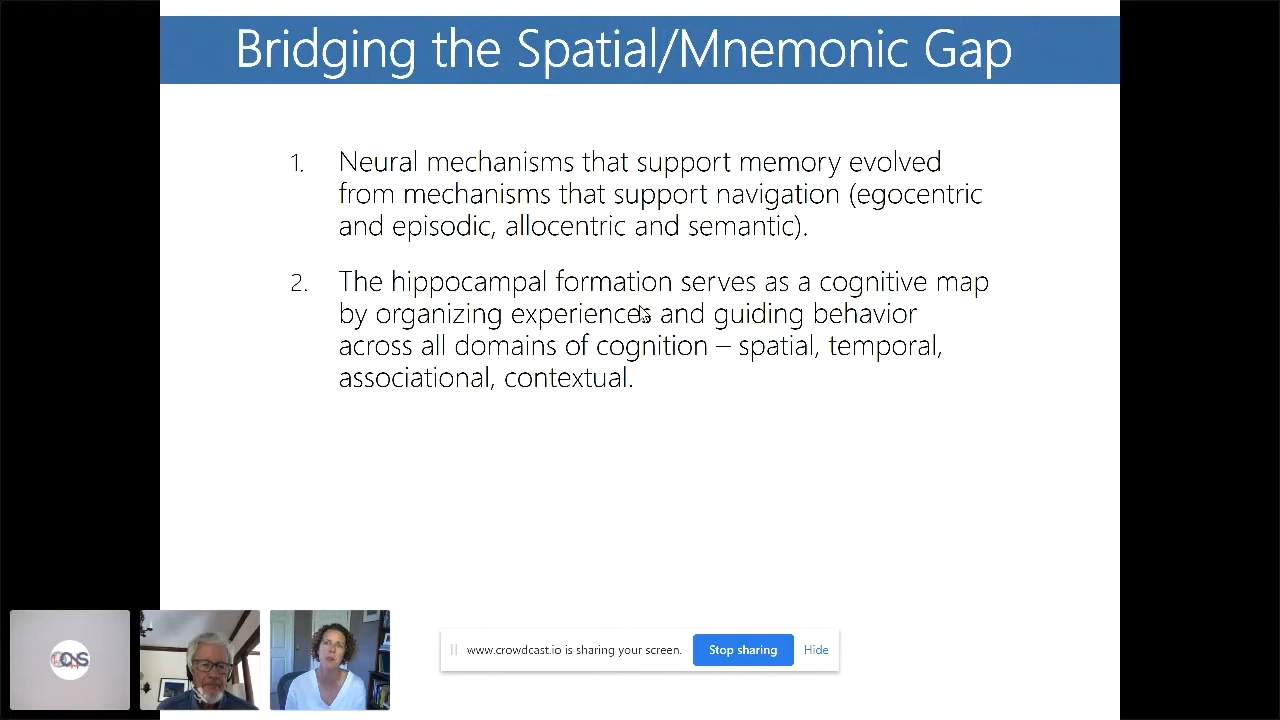 Bridging the Spatial/Mnemonic Gap
1. Neural mechanisms that support memory evolved
from mechanisms that support navigation (egocentric
and episodic, allocentric and semantic).
2. The hippocampal formation serves as a cognitive map
by organizing experiences and guiding behavior
across all domains of cognition – spatial, temporal,
associational, contextual.
www.crowdcast.io is sharing your screen. Stop sharing Hide